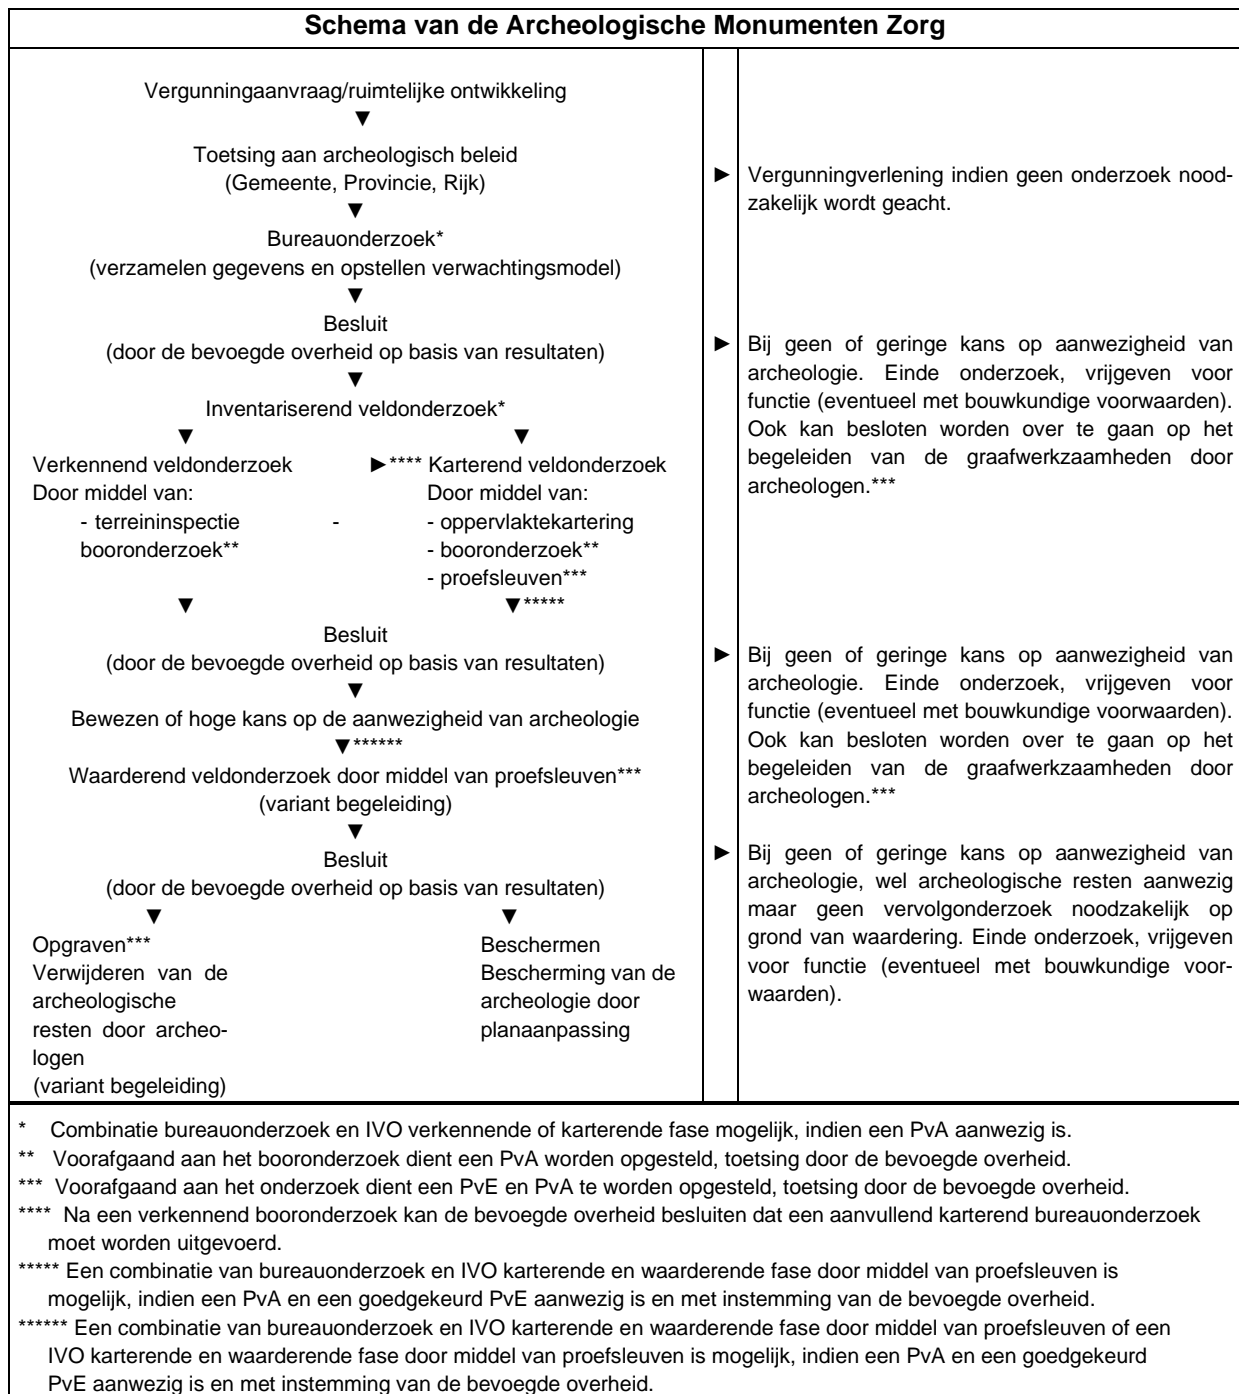 Schema van de Archeologische Monumenten Zorg
Vergunningaanvraag/ruimtelijke ontwikkeling
▼
Toetsing aan archeologisch beleid
(Gemeente, Provincie, Rijk)
▼
Bureauonderzoek*
(verzamelen gegevens en opstellen verwachtingsmodel)
▼
Besluit
(door de bevoegde overheid op basis van resultaten)
▼
Inventariserend veldonderzoek*
▼ ▼
Verkennend veldonderzoek ►**** Karterend veldonderzoek
Door middel van: Door middel van:
- terreininspectie - - oppervlaktekartering
booronderzoek** - booronderzoek**
- proefsleuven***
▼ ▼*****
Besluit
(door de bevoegde overheid op basis van resultaten)
▼
Bewezen of hoge kans op de aanwezigheid van archeologie
▼******
Waarderend veldonderzoek door middel van proefsleuven***
(variant begeleiding)
▼
Besluit
(door de bevoegde overheid op basis van resultaten)
▼ ▼
Opgraven*** Beschermen
Verwijderen van de Bescherming van de
archeologische archeologie door
resten door archeo- planaanpassing
logen
(variant begeleiding)
► Vergunningverlening indien geen onderzoek nood-
zakelijk wordt geacht.
► Bij geen of geringe kans op aanwezigheid van
archeologie. Einde onderzoek, vrijgeven voor
functie (eventueel met bouwkundige voorwaarden).
Ook kan besloten worden over te gaan op het
begeleiden van de graafwerkzaamheden door
archeologen.***
► Bij geen of geringe kans op aanwezigheid van
archeologie. Einde onderzoek, vrijgeven voor
functie (eventueel met bouwkundige voorwaarden).
Ook kan besloten worden over te gaan op het
begeleiden van de graafwerkzaamheden door
archeologen.***
► Bij geen of geringe kans op aanwezigheid van
archeologie, wel archeologische resten aanwezig
maar geen vervolgonderzoek noodzakelijk op
grond van waardering. Einde onderzoek, vrijgeven
voor functie (eventueel met bouwkundige voor-
waarden).
* Combinatie bureauonderzoek en IVO verkennende of karterende fase mogelijk, indien een PvA aanwezig is.
** Voorafgaand aan het booronderzoek dient een PvA worden opgesteld, toetsing door de bevoegde overheid.
*** Voorafgaand aan het onderzoek dient een PvE en PvA te worden opgesteld, toetsing door de bevoegde overheid.
**** Na een verkennend booronderzoek kan de bevoegde overheid besluiten dat een aanvullend karterend bureauonderzoek
moet worden uitgevoerd.
***** Een combinatie van bureauonderzoek en IVO karterende en waarderende fase door middel van proefsleuven is
mogelijk, indien een PvA en een goedgekeurd PvE aanwezig is en met instemming van de bevoegde overheid.
****** Een combinatie van bureauonderzoek en IVO karterende en waarderende fase door middel van proefsleuven of een
IVO karterende en waarderende fase door middel van proefsleuven is mogelijk, indien een PvA en een goedgekeurd
PvE aanwezig is en met instemming van de bevoegde overheid.